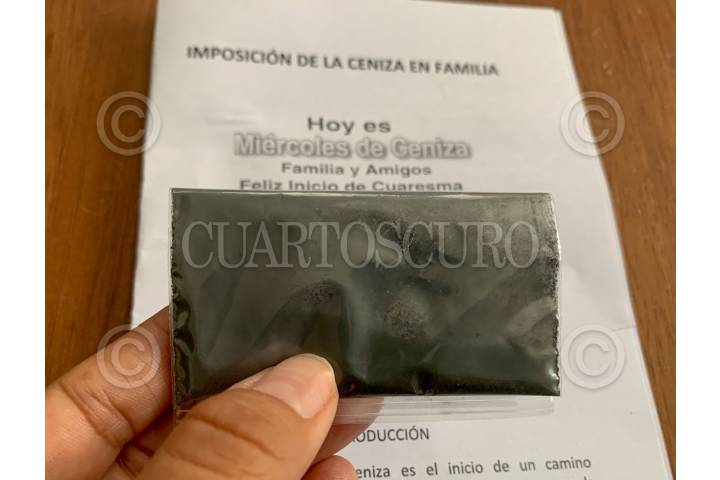 IMPOSICIÓN DE LA CENIZA EN FAMILIA
Hoy es
Miércoles de Ceniza
Familia y Amigos
Feliz Inicio de Cuaresma
© ©
CUARTOSCURO
© ©
ODUCCIÓN
eniza es el inicio de un camino